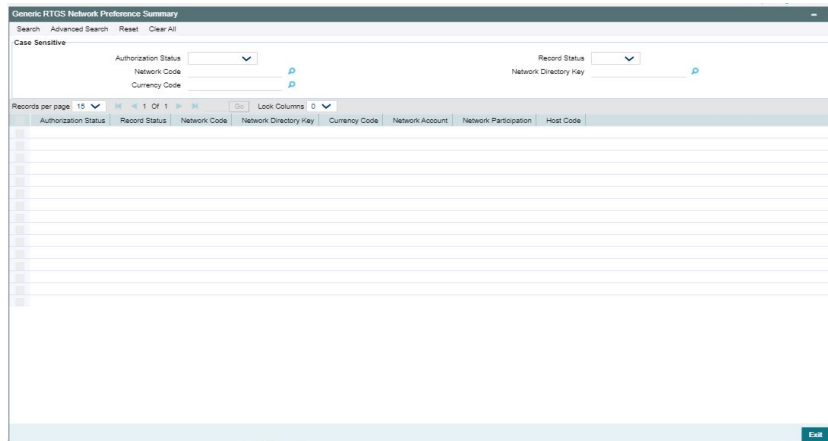 Generic RTGS Network Preference Summary
Search Advanced Search Reset Clear All
Case Sensitive
Authorization Status Record Status
Network Code Network Directory Key
Currency Code
Records per page 15 1 Of 1 Go Lock Columns 0
Authorization Status Record Status Network Code Network Directory Key Currency Code Network Account Network Participation Host Code
Exit